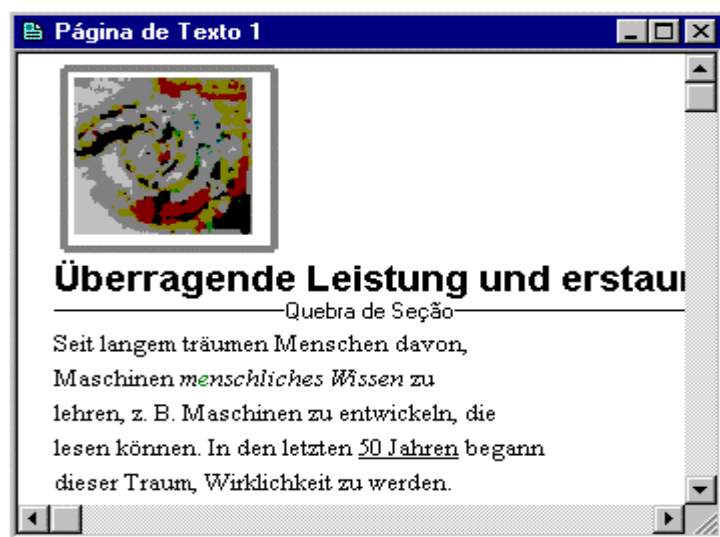 Página de Texto 1
Überragende Leistung und
Quebra de Seção
Seit langem träumen Menschen davon,
Maschinen menschliches Wissen zu
lehren, z. B. Maschinen zu entwickeln, die
lesen können. In den letzten 50 Jahren begann
dieser Traum, Wirklichkeit zu werden.